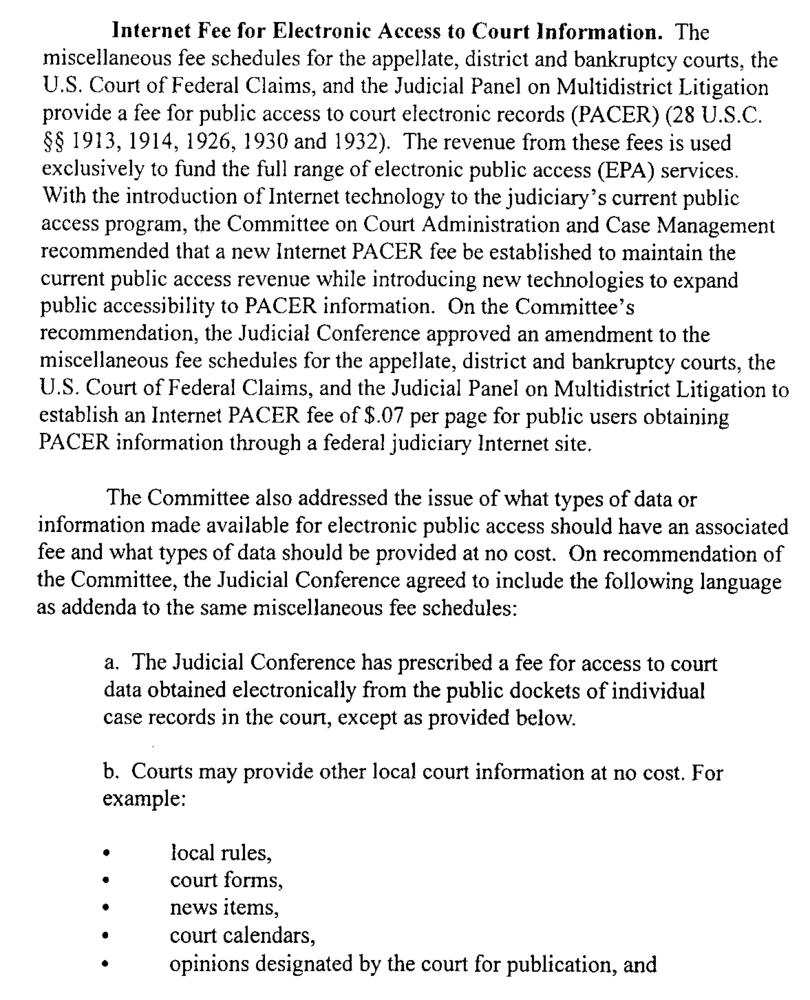 Internet Fee for Electronic Access to Court Information. The
miscellaneous fee schedules for the appellate, district and bankruptcy courts, the
U.S. Court of Federal Claims, and the Judicial Panel on Multidistrict Litigation
provide a fee for public access to court electronic records (PACER) (28 U.S.C.
§§ 1913, 1914, 1926, 1930 and 1932). The revenue from these fees is used
exclusively to fund the full range of electronic public access (EPA) services.
With the introduction of Internet technology to the judiciary's current public
access program, the Committee on Court Administration and Case Management
recommended that a new Internet PACER fee be established to maintain the
current public access revenue while introducing new technologies to expand
public accessibility to PACER information. On the Committee's
recommendation, the Judicial Conference approved an amendment to the
miscellaneous fee schedules for the appellate, district and bankruptcy courts, the
U.S. Court of Federal Claims, and the Judicial Panel on Multidistrict Litigation to
establish an Internet PACER fee of $.07 per page for public users obtaining
PACER information through a federal judiciary Internet site.
The Committee also addressed the issue of what types of data or
information made available for electronic public access should have an associated
fee and what types of data should be provided at no cost. On recommendation of
the Committee, the Judicial Conference agreed to include the following language
as addenda to the same miscellaneous fee schedules:
a. The Judicial Conference has prescribed a fee for access to court
data obtained electronically from the public dockets of individual
case records in the court, except as provided below.
b. Courts may provide other local court information at no cost. For
example:
• local rules,
• court forms,
• news items,
• court calendars,
• opinions designated by the court for publication, and